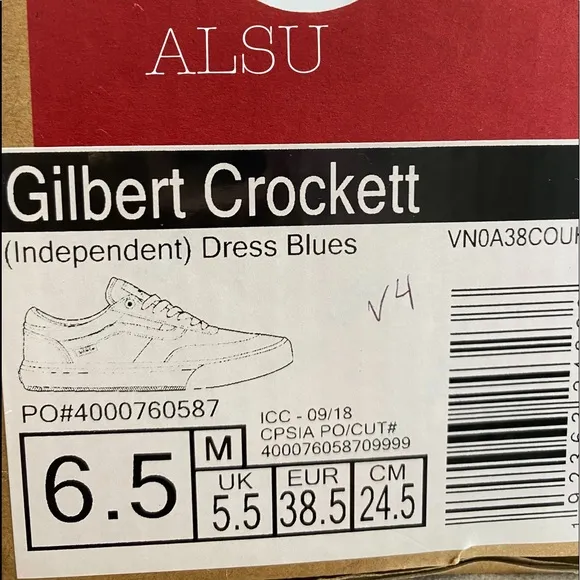 ALSU
Gilbert Crockett
(Independent) Dress Blues
VN0A38COU
v4
PO#4000760587
ICC - 09/18
CPSIA PO/CUT#
400076058709999
6.5
M
UK
5.5
EUR
38.5
CM
24.5